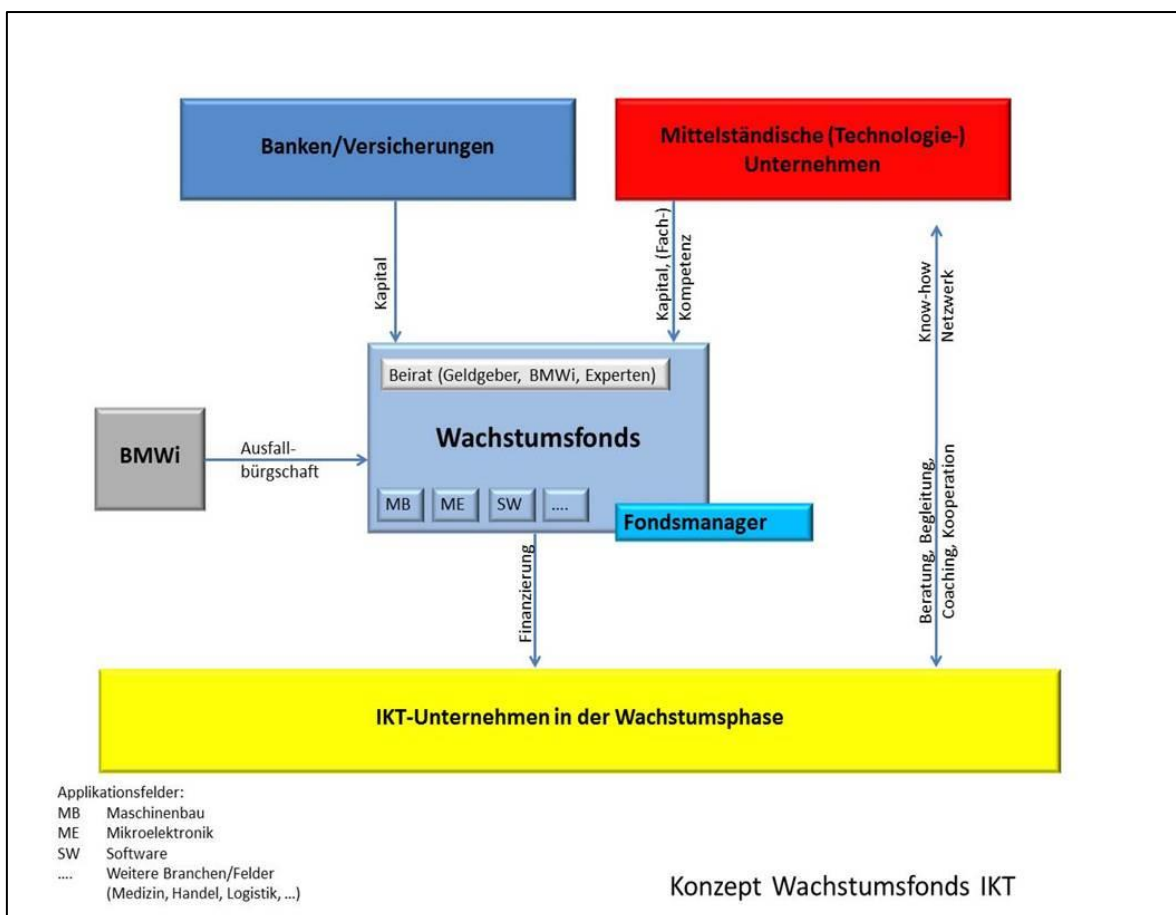 Banken/Versicherungen
Mittelständische (Technologie-)
Unternehmen
Kapital
Kapital, (Fach-)
Kompetenz
Know-how
Netzwerk
Beirat (Geldgeber, BMWi, Experten)
Wachstumsfonds
BMWi
Ausfall-
bürgschaft
MB
ME
SW
....
Fondsmanager
Finanzierung
Beratung, Begleitung,
Coaching, Kooperation
IKT-Unternehmen in der Wachstumsphase
Applikationsfelder:
MB Maschinenbau
ME Mikroelektronik
SW Software
.... Weitere Branchen/Felder
(Medizin, Handel, Logistik, ...)
Konzept Wachstumsfonds IKT